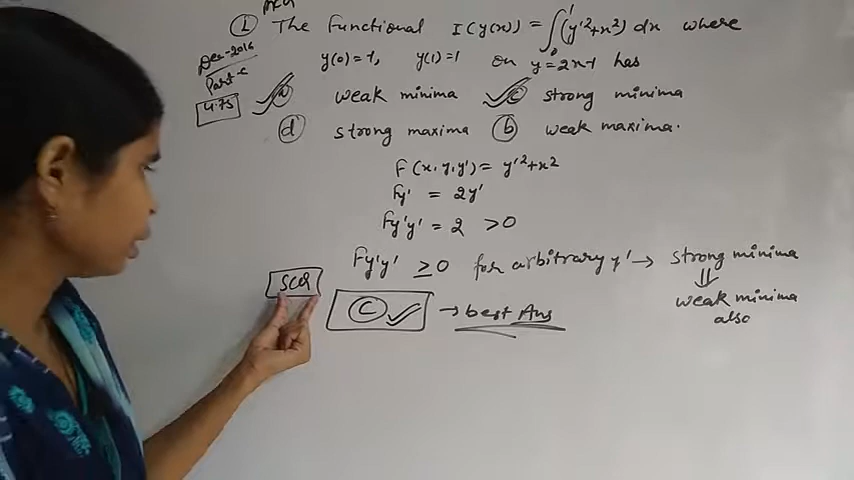 MCQ
① The Functional I(y(x)) = ∫₀¹(y'²+x²) dx where
Dec-2016
Part-c
4.75
y(0)=-1, y(1)=1 on y=2x-1 has
ⓐ weak minima ⓒ strong minima
ⓓ strong maxima ⓑ weak maxima.
F(x,y,y') = y'²+x²
Fy' = 2y'
Fy'y' = 2 >0
Fy'y' ≥0 for arbitrary y' → strong minima
⇓
weak minima
also
SCQ
ⓒ ✓ → best Ans